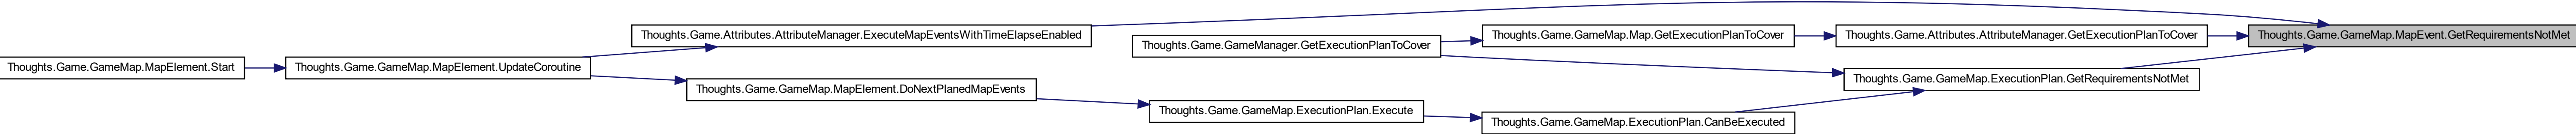 Thoughts.Game.Attributes.AttributeManager.ExecuteMapEventsWithTimeElapseEnabled
Thoughts.Game.GameMap.Map.GetExecutionPlanToCover
Thoughts.Game.Attributes.AttributeManager.GetExecutionPlanToCover
Thoughts.Game.GameMap.MapEvent.GetRequirementsNotMet
Thoughts.Game.GameManager.GetExecutionPlanToCover
Thoughts.Game.GameMap.MapElement.Start
Thoughts.Game.GameMap.MapElement.UpdateCoroutine
Thoughts.Game.GameMap.ExecutionPlan.GetRequirementsNotMet
Thoughts.Game.GameMap.MapElement.DoNextPlanedMapEvents
Thoughts.Game.GameMap.ExecutionPlan.Execute
Thoughts.Game.GameMap.ExecutionPlan.CanBeExecuted